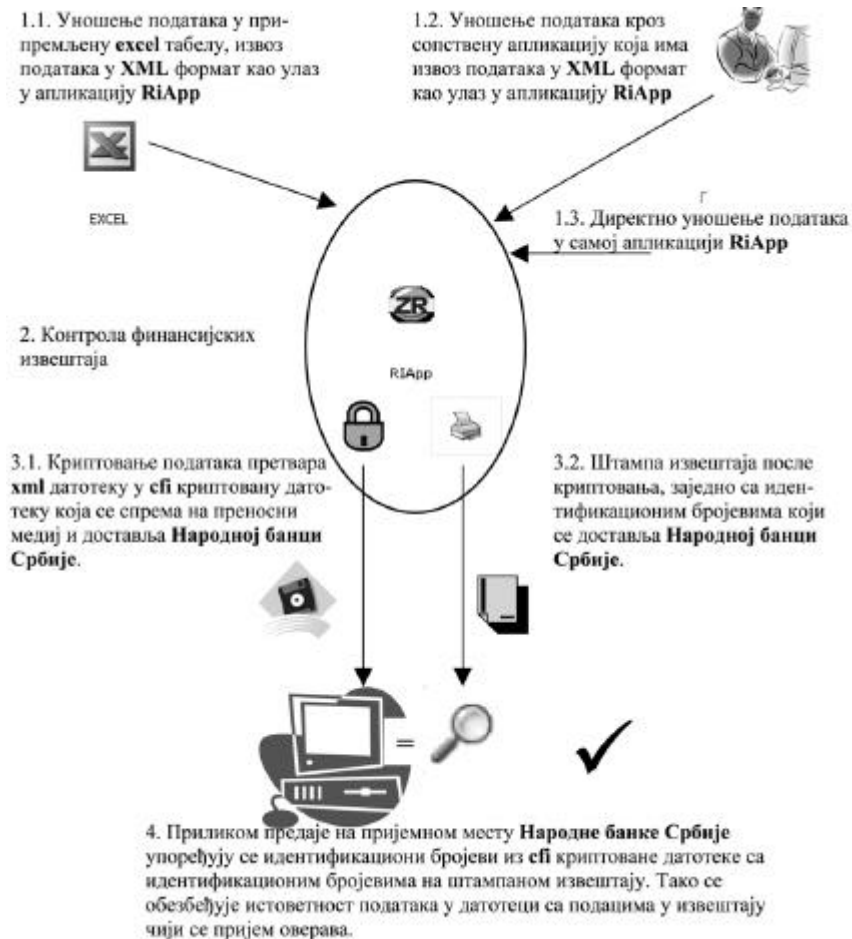 1.1. Уношење података у при-
премљену excel табелу, извоз
података у XML формат као улаз
у апликацију RiApp
1.2. Уношење података кроз
сопствену апликацију која има
извоз података у XML формат
као улаз у апликацију RiApp
EXCEL
1.3. Директно уношење података
у самој апликацији RiApp
ZR
RIApp
2. Контрола финансијских
извештаја
3.1. Криптовање података претвара
xml датотеку у cfi криптовану дато-
теку која се спрема на преносни
медиј и доставља Народној банци
Србије.
3.2. Штампа извештаја после
криптовања, заједно са иден-
тификационим бројевима који
се доставља Народној банци
Србије.
=
4. Приликом предаје на пријемном месту Народне банке Србије
упоређују се идентификациони бројеви из cfi криптоване датотеке са
идентификационим бројевима на штампаном извештају. Тако се
обезбеђује истоветност података у датотеци са подацима у извештају
чији се пријем оверава.